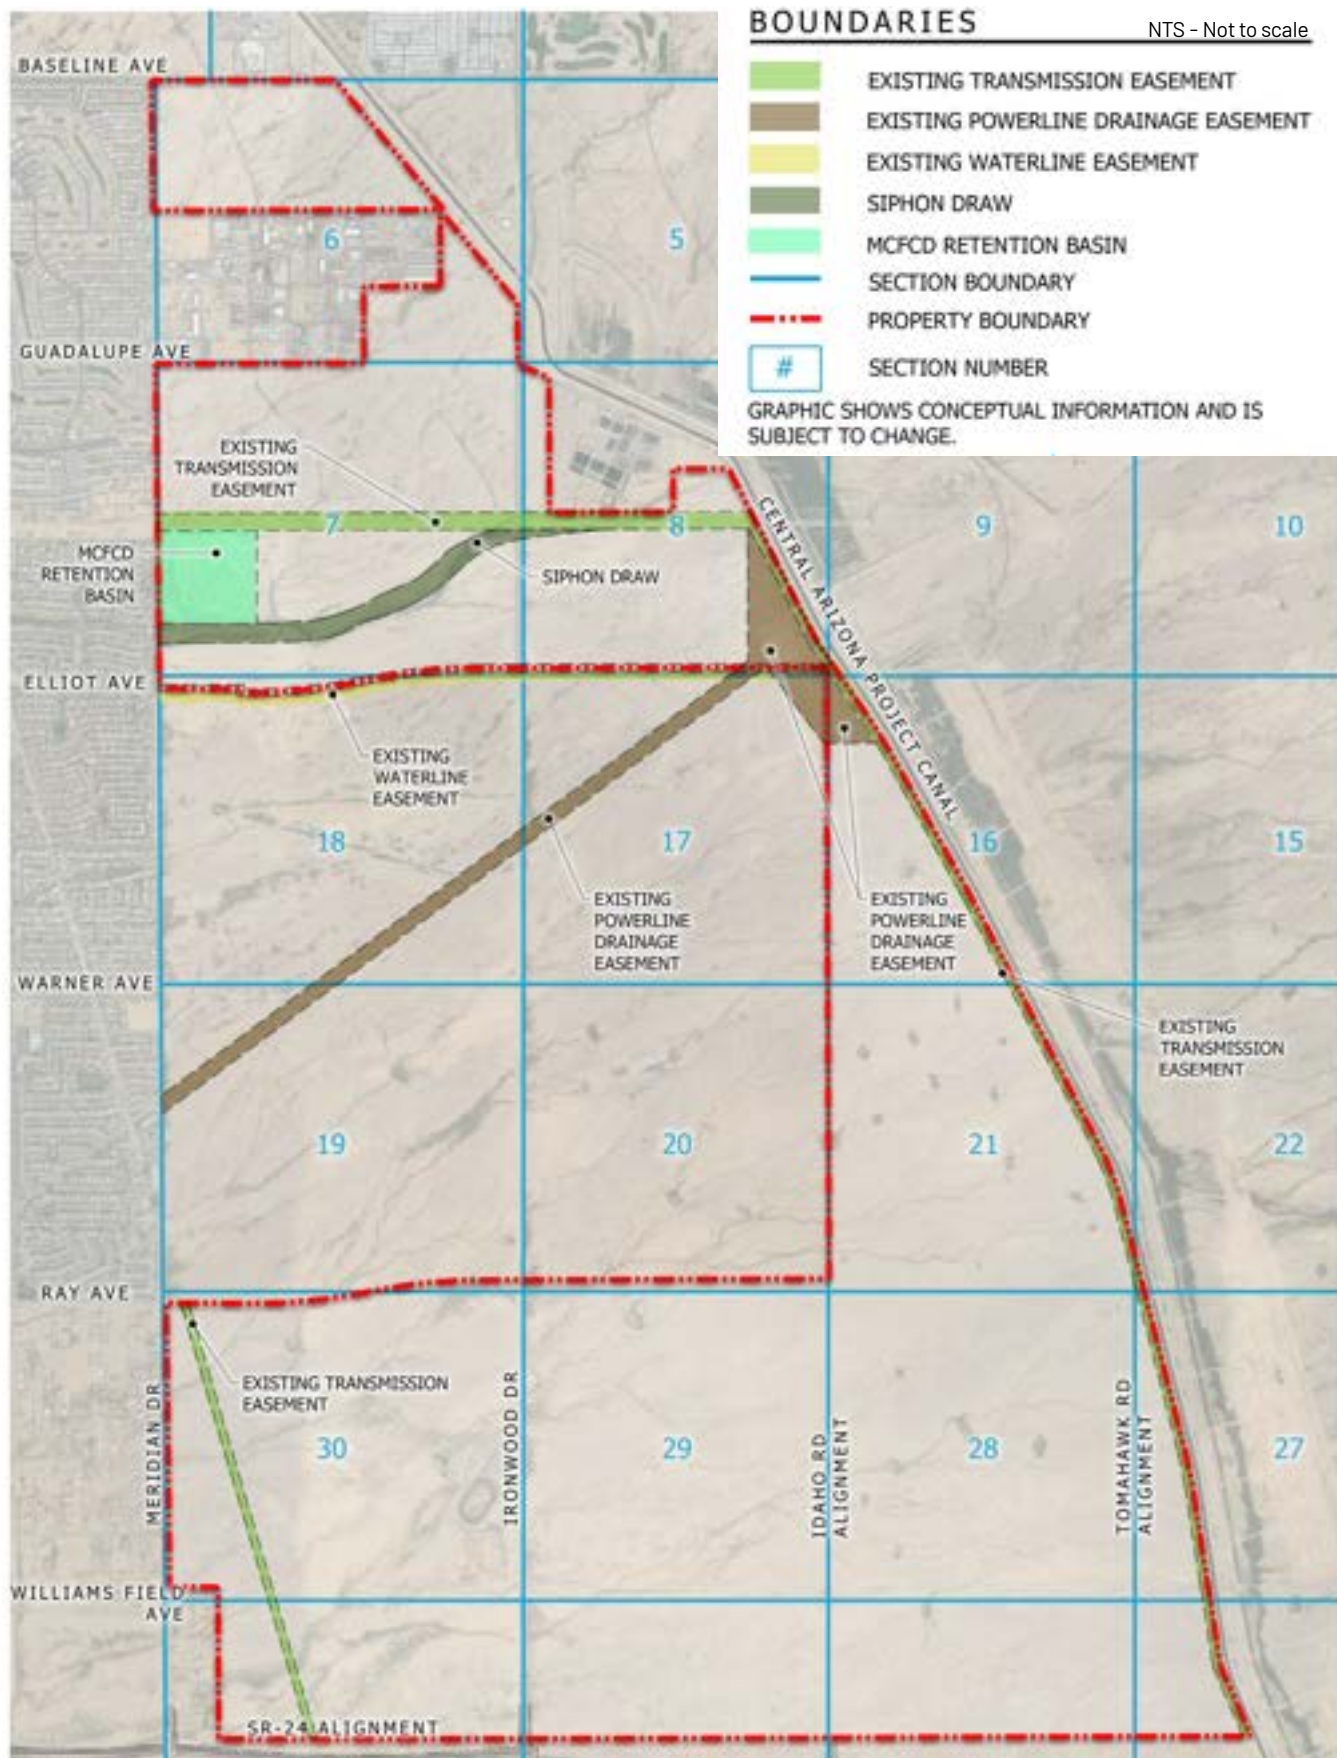 BOUNDARIES
NTS - Not to scale
EXISTING TRANSMISSION EASEMENT
EXISTING POWERLINE DRAINAGE EASEMENT
EXISTING WATERLINE EASEMENT
SIPHON DRAW
MCFCD RETENTION BASIN
SECTION BOUNDARY
PROPERTY BOUNDARY
#
SECTION NUMBER
GRAPHIC SHOWS CONCEPTUAL INFORMATION AND IS
SUBJECT TO CHANGE.
BASELINE AVE
6
5
GUADALUPE AVE
EXISTING
TRANSMISSION
EASEMENT
7
8
9
10
MCFCD
RETENTION
BASIN
SIPHON DRAW
CENTRAL ARIZONA PROJECT CANAL
ELLIOT AVE
EXISTING
WATERLINE
EASEMENT
18
17
16
15
EXISTING
POWERLINE
DRAINAGE
EASEMENT
EXISTING
POWERLINE
DRAINAGE
EASEMENT
WARNER AVE
EXISTING
TRANSMISSION
EASEMENT
19
20
21
22
RAY AVE
EXISTING TRANSMISSION
EASEMENT
MERIDIAN DR
IRONWOOD DR
IDAHO RD
ALIGNMENT
TOMAHAWK RD
ALIGNMENT
30
29
28
27
WILLIAMS FIELD
AVE
SR-24 ALIGNMENT